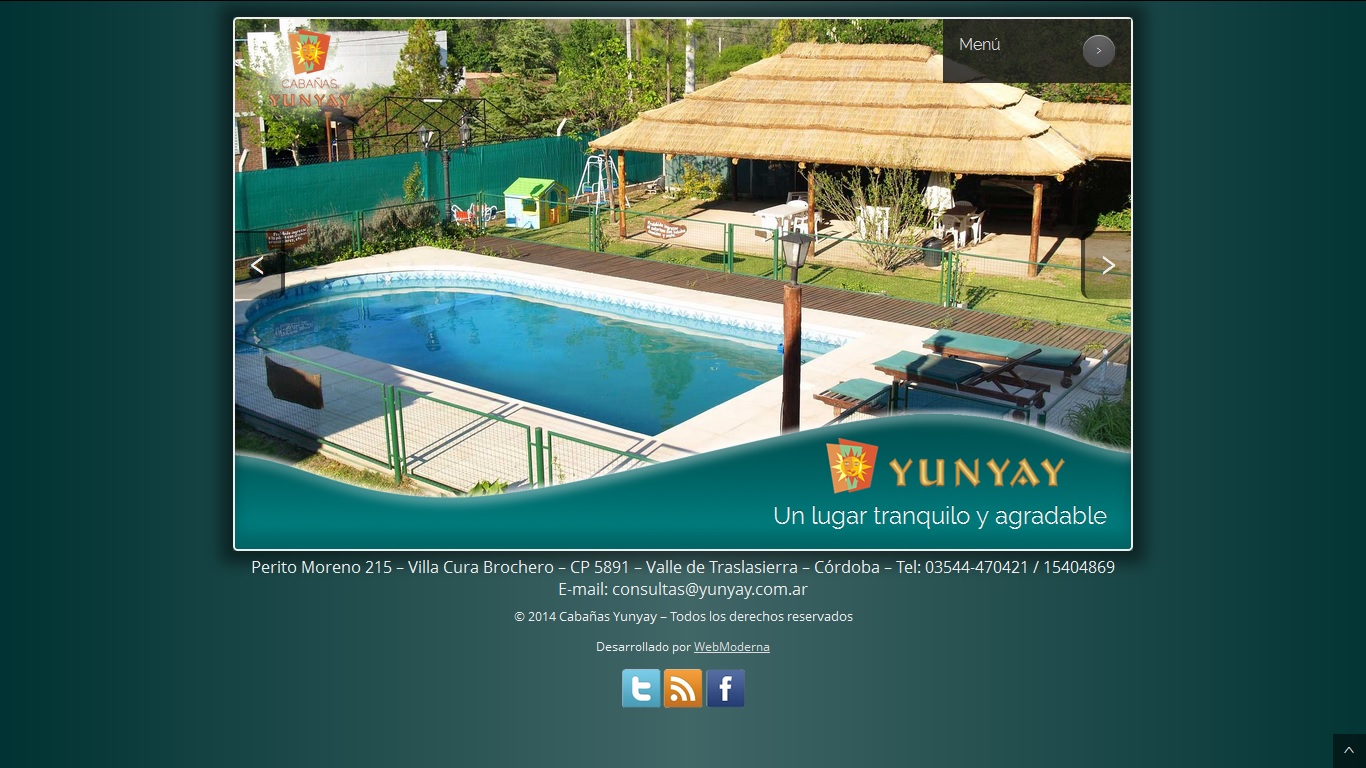 CABAÑAS
YUNYAY
Menú
YUNYAY
Un lugar tranquilo y agradable
Perito Moreno 215 – Villa Cura Brochero – CP 5891 – Valle de Traslasierra – Córdoba – Tel: 03544-470421 / 15404869
E-mail: consultas@yunyay.com.ar
© 2014 Cabañas Yunyay – Todos los derechos reservados
Desarrollado por WebModerna